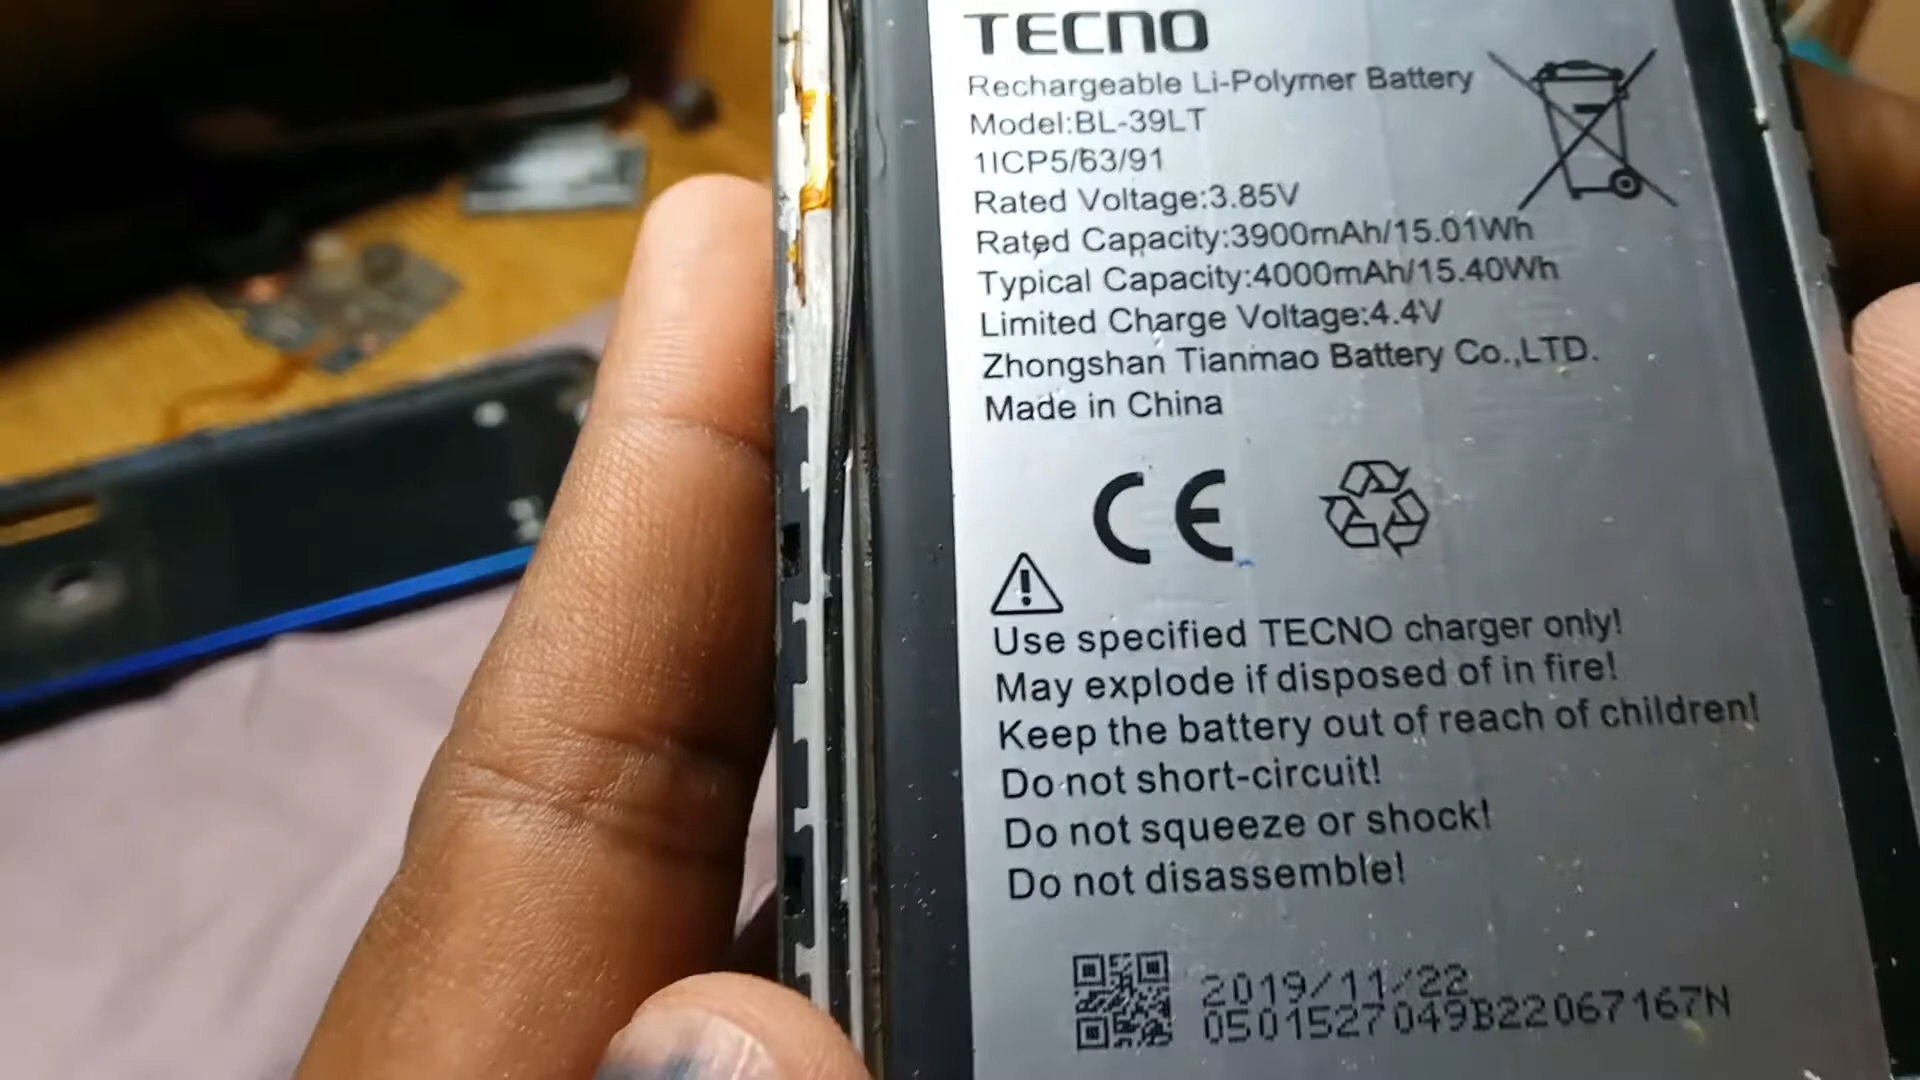 TECNO
Rechargeable Li-Polymer Battery
Model:BL-39LT
1ICP5/63/91
Rated Voltage:3.85V
Rated Capacity:3900mAh/15.01Wh
Typical Capacity:4000mAh/15.40Wh
Limited Charge Voltage:4.4V
Zhongshan Tianmao Battery Co.,LTD.
Made in China
CE
Use specified TECNO charger only!
May explode if disposed of in fire!
Keep the battery out of reach of children!
Do not short-circuit!
Do not squeeze or shock!
Do not disassemble!
2019/11/22
0501527049B22067167N